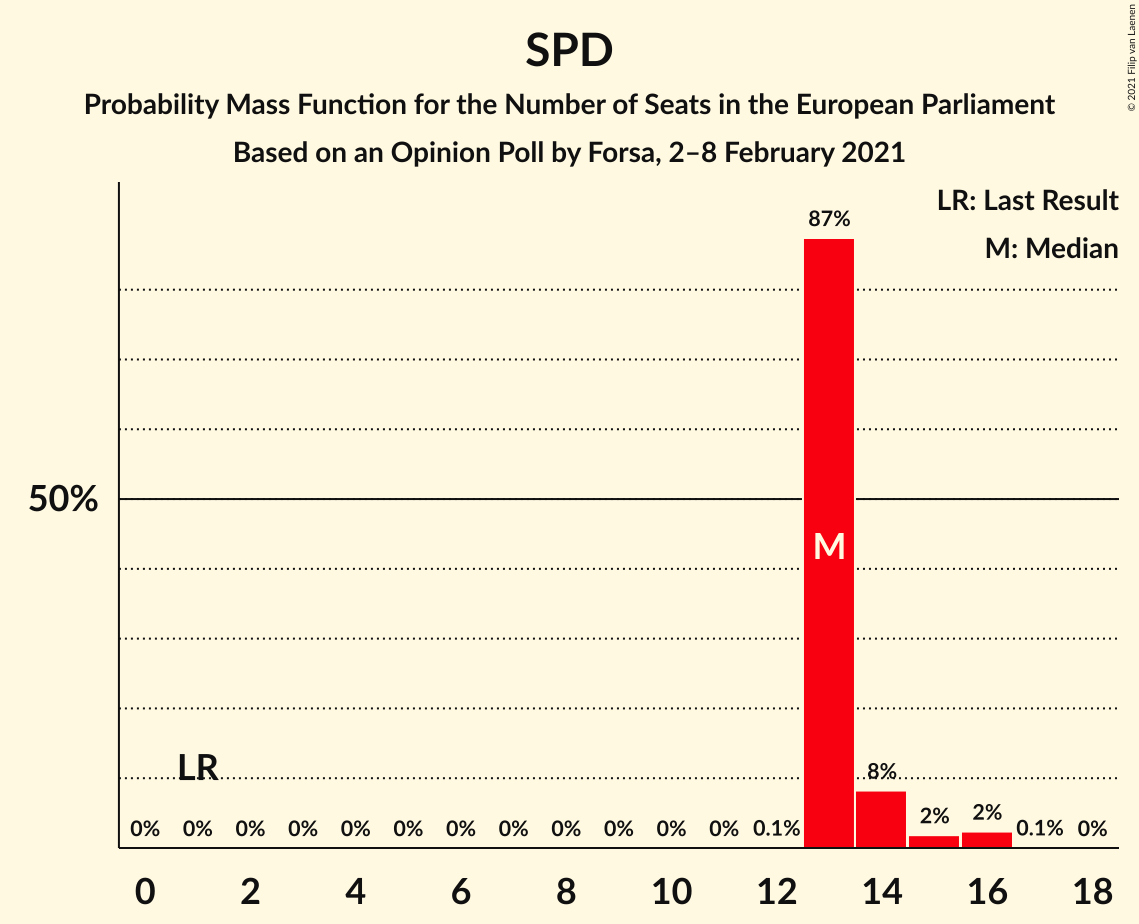 SPD
Probability Mass Function for the Number of Seats in the European Parliament
Based on an Opinion Poll by Forsa, 2–8 February 2021
© 2021 Filip van Laenen
LR: Last Result
M: Median
87%
50%
M
LR
8%
0% 0% 0% 0% 0% 0% 0% 0% 0% 0% 0% 0% 0.1% 2% 2% 0.1% 0%
0 2 4 6 8 10 12 14 16 18